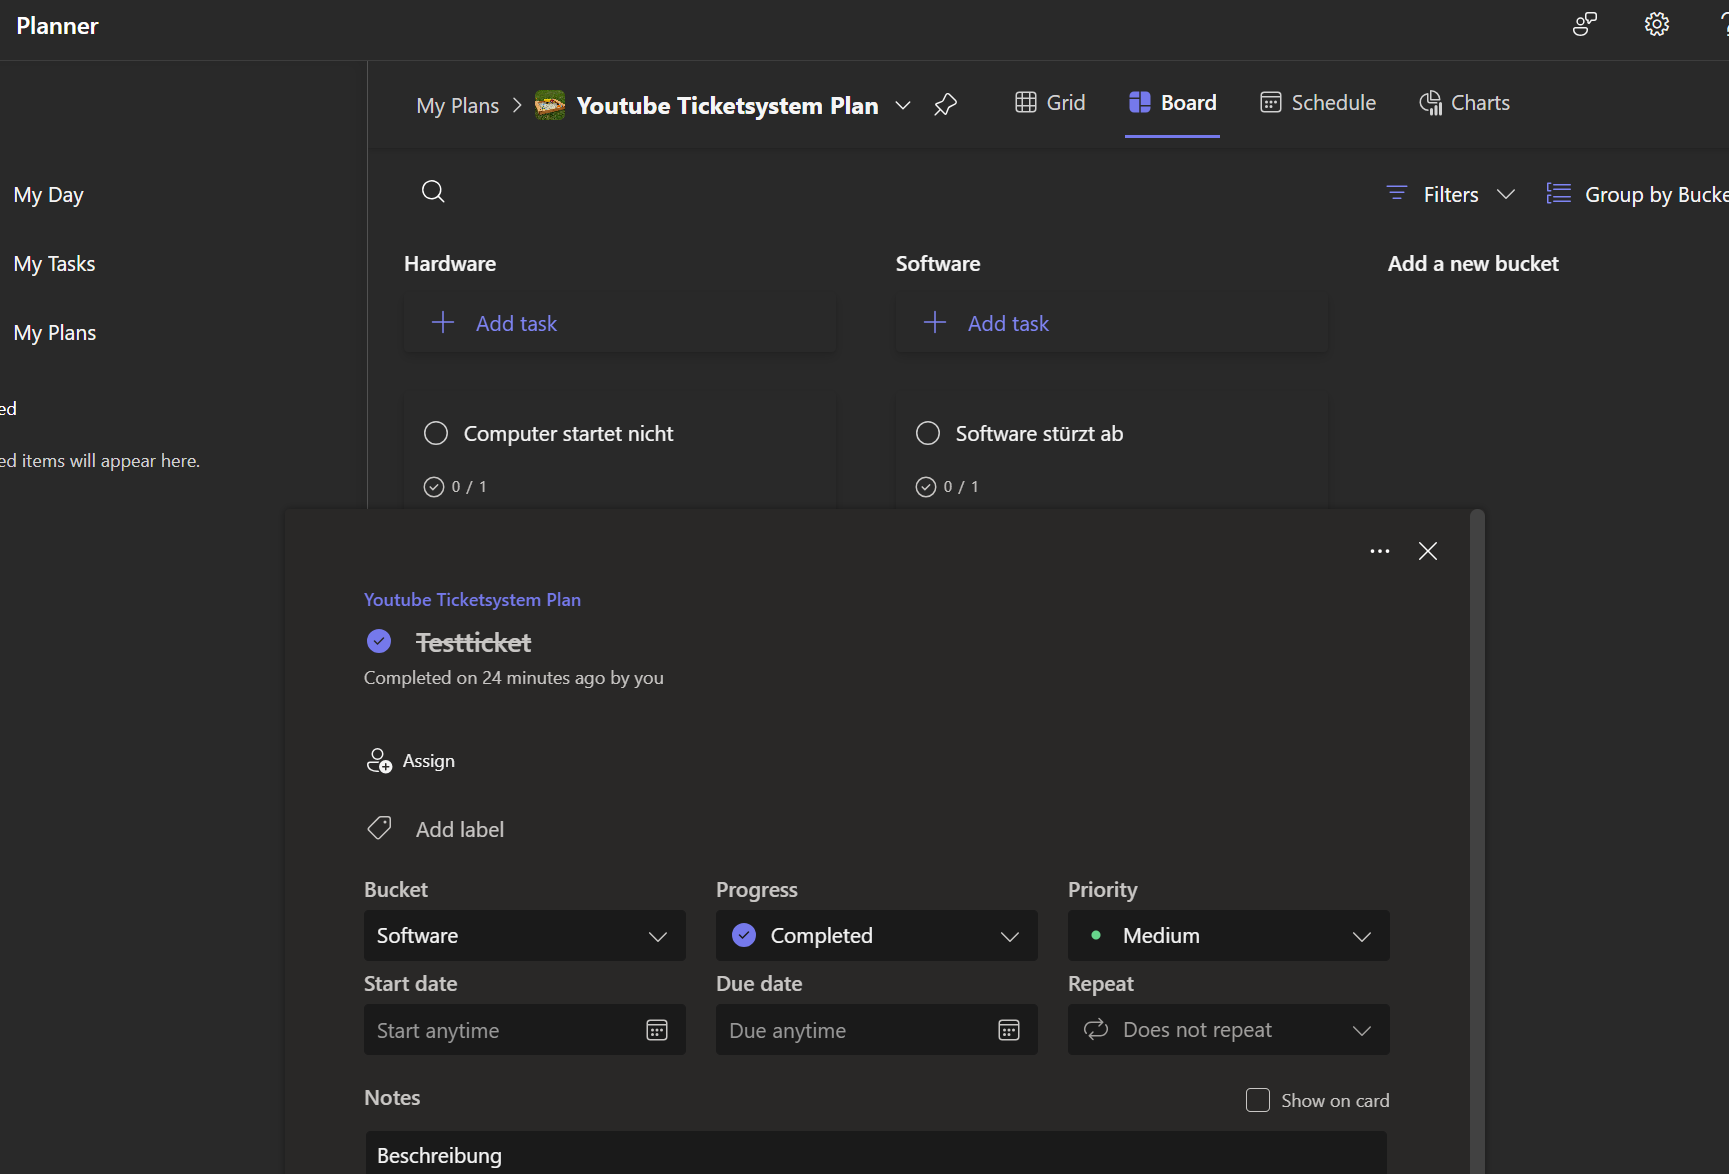 Planner
My Plans > Youtube Ticketsystem Plan
Grid
Board
Schedule
Charts
My Day
My Tasks
My Plans
ed
ed items will appear here.
Filters
Group by Bucke
Hardware
Software
Add a new bucket
Add task
Add task
Computer startet nicht
Software stürzt ab
0 / 1
0 / 1
Youtube Ticketsystem Plan
Testticket
Completed on 24 minutes ago by you
Assign
Add label
Bucket
Progress
Priority
Software
Completed
Medium
Start date
Due date
Repeat
Start anytime
Due anytime
Does not repeat
Notes
Show on card
Beschreibung